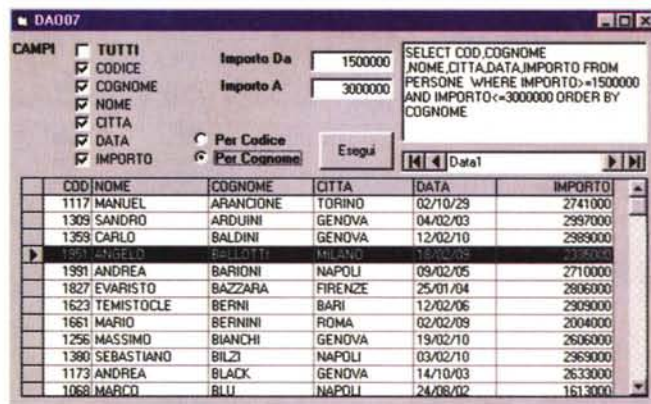 DAO07
CAMPI
TUTTI
CODICE
COGNOME
NOME
CITTA
DATA
IMPORTO
Importo Da 1500000
Importo A 3000000
Per Codice
Per Cognome
Esegui
SELECT COD,COGNOME
,NOME,CITTA,DATA,IMPORTO FROM
PERSONE WHERE IMPORTO>=1500000
AND IMPORTO<=3000000 ORDER BY
COGNOME
Data1
COD NOME COGNOME CITTA DATA IMPORTO
1117 MANUEL ARANCIONE TORINO 02/10/29 2741000
1309 SANDRO ARDUINI GENOVA 04/02/03 2997000
1359 CARLO BALDINI GENOVA 12/02/10 2989000
1951 ANGELO BALLOTTI MILANO 18/02/09
1991 ANDREA BARIONI NAPOLI 09/02/05 2710000
1827 EVARISTO BAZZARA FIRENZE 25/01/04 2806000
1623 TEMISTOCLE BERNI BARI 12/02/06 2909000
1661 MARIO BERNINI ROMA 02/02/09 2004000
1256 MASSIMO BIANCHI GENOVA 19/02/10 2606000
1380 SEBASTIANO BILZI NAPOLI 03/02/10 2969000
1173 ANDREA BLACK GENOVA 14/10/03 2633000
1068 MARCO BLU NAPOLI 24/08/02 1613000